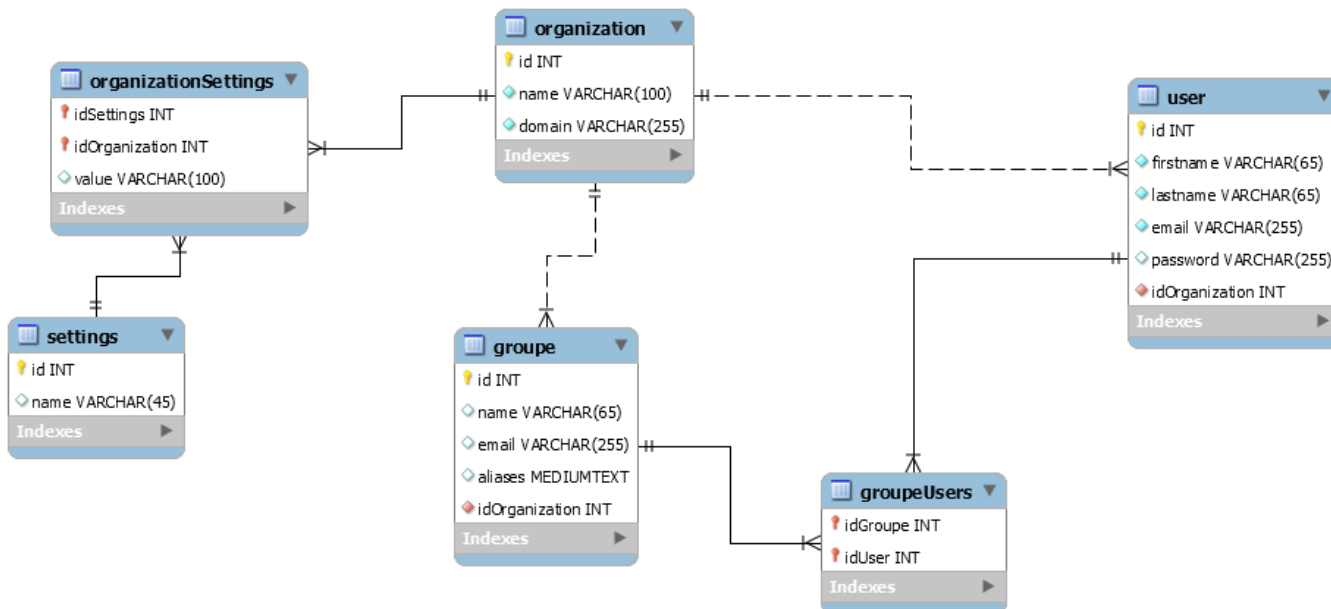 organization
id INT
name VARCHAR(100)
domain VARCHAR(255)
Indexes
organizationSettings
idSettings INT
idOrganization INT
value VARCHAR(100)
Indexes
user
id INT
firstname VARCHAR(65)
lastname VARCHAR(65)
email VARCHAR(255)
password VARCHAR(255)
idOrganization INT
Indexes
settings
id INT
name VARCHAR(45)
Indexes
groupe
id INT
name VARCHAR(65)
email VARCHAR(255)
aliases MEDIUMTEXT
idOrganization INT
Indexes
groupeUsers
idGroupe INT
idUser INT
Indexes